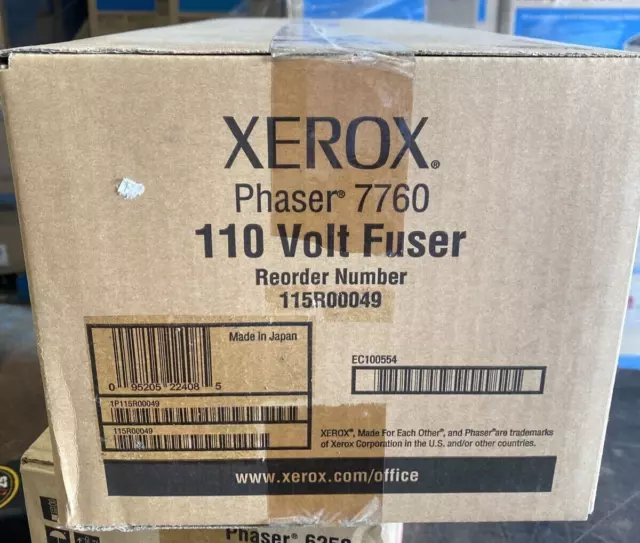 XEROX®
Phaser® 7760
110 Volt Fuser
Reorder Number
115R00049
Made in Japan
0 95205 22408 5
1P115R00049
115R00049
EC100554
XEROX®, Made For Each Other®, and Phaser® are trademarks
of Xerox Corporation in the U.S. and/or other countries.
www.xerox.com/office
Phaser®